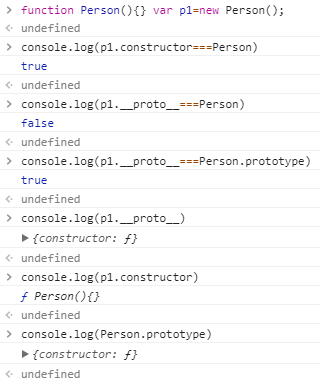 > function Person(){} var p1=new Person();
< undefined
> console.log(p1.constructor===Person)
true
< undefined
> console.log(p1.__proto__===Person)
false
< undefined
> console.log(p1.__proto__===Person.prototype)
true
< undefined
> console.log(p1.__proto__)
▶ {constructor: ƒ}
< undefined
> console.log(p1.constructor)
ƒ Person(){}
< undefined
> console.log(Person.prototype)
▶ {constructor: ƒ}
< undefined